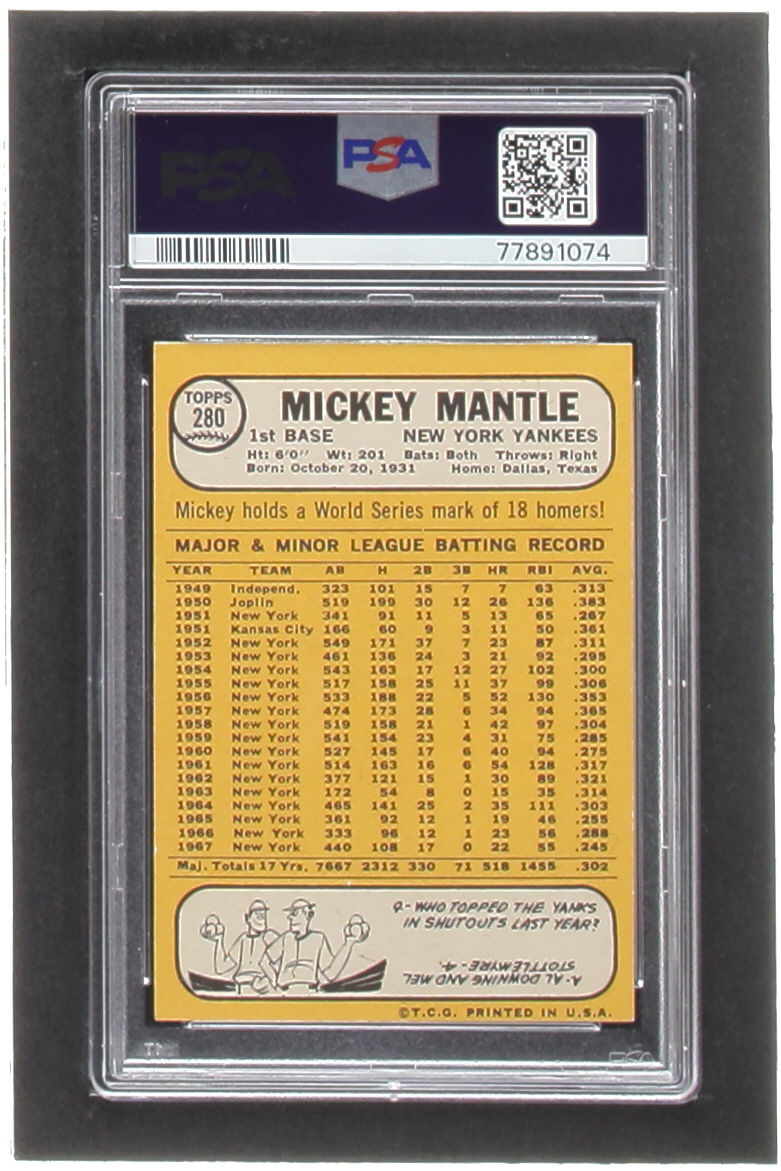 PSA
PSA
77891074
TOPPS
280
MICKEY MANTLE
1st BASE NEW YORK YANKEES
Ht: 6'0" Wt: 201 Bats: Both Throws: Right
Born: October 20, 1931 Home: Dallas, Texas
Mickey holds a World Series mark of 18 homers!
MAJOR & MINOR LEAGUE BATTING RECORD
YEAR TEAM AB H 2B 3B HR RBI AVG.
1949 Independ. 323 101 15 7 7 63 .313
1950 Joplin 519 199 30 12 26 136 .383
1951 New York 341 91 11 5 13 65 .267
1951 Kansas City 166 60 9 3 11 50 .361
1952 New York 549 171 37 7 23 87 .311
1953 New York 461 136 24 3 21 92 .295
1954 New York 543 163 17 12 27 102 .300
1955 New York 517 158 25 11 37 99 .306
1956 New York 533 188 22 5 52 130 .353
1957 New York 474 173 28 6 34 94 .365
1958 New York 519 158 21 1 42 97 .304
1959 New York 541 154 23 4 31 75 .285
1960 New York 527 145 17 6 40 94 .275
1961 New York 514 163 16 6 54 128 .317
1962 New York 377 121 15 1 30 89 .321
1963 New York 172 54 8 0 15 35 .314
1964 New York 465 141 25 2 35 111 .303
1965 New York 361 92 12 1 19 46 .255
1966 New York 333 96 12 1 23 56 .288
1967 New York 440 108 17 0 22 55 .245
Maj. Totals 17 Yrs. 7667 2312 330 71 518 1455 .302
Q-WHO TOPPED THE YANKS
IN SHUTOUTS LAST YEAR?
A-AL DOWNING AND MEL
STOTTLEMYRE-4.
©T.C.G. PRINTED IN U.S.A.
PSA